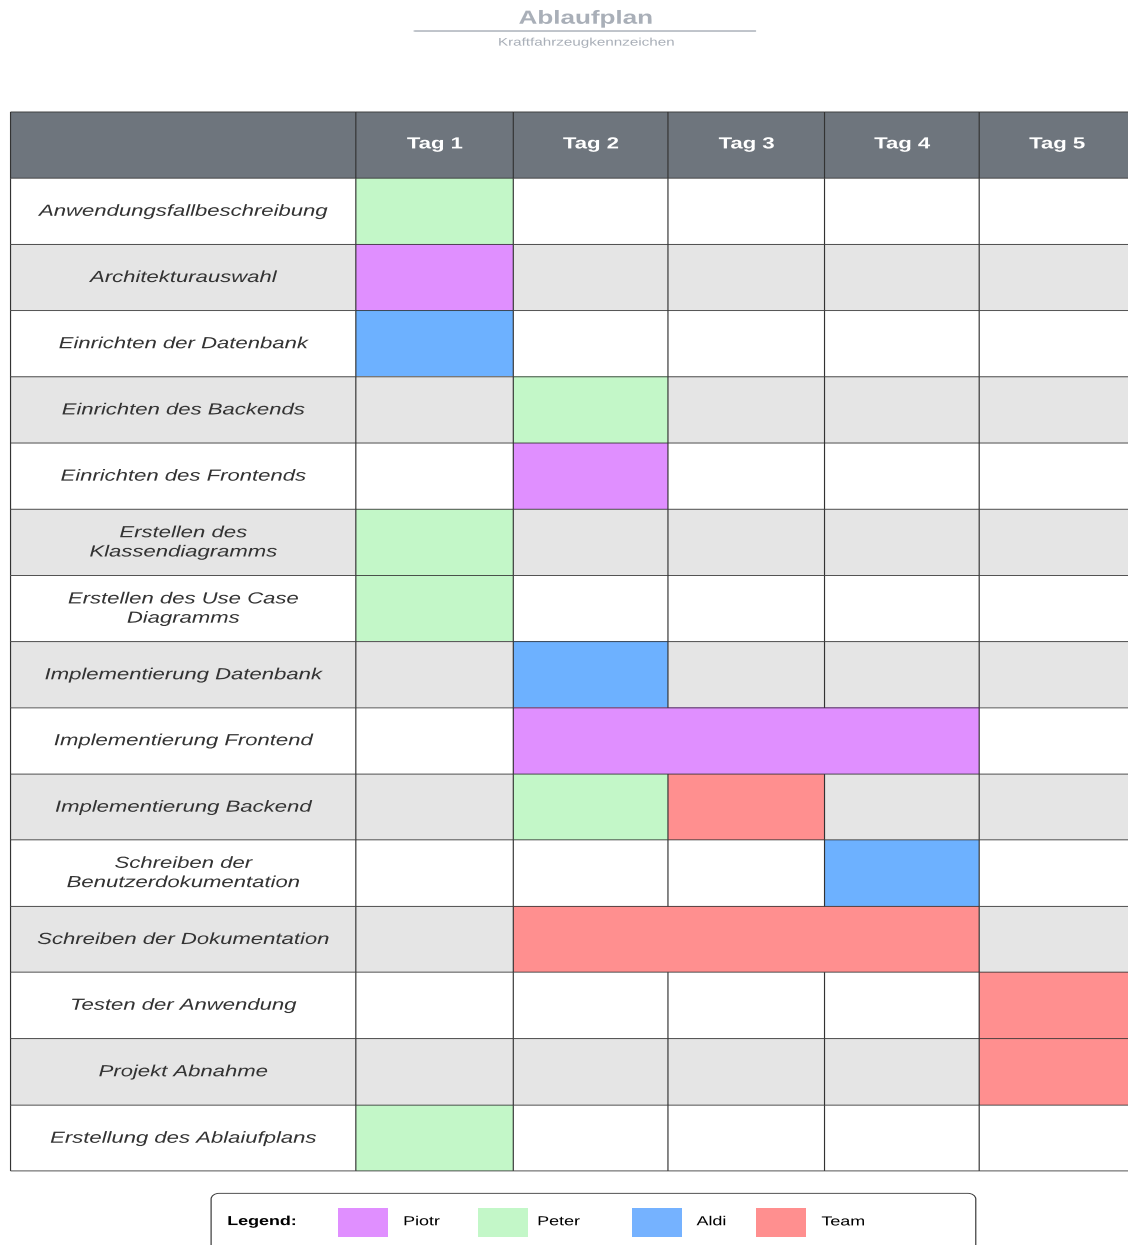 Ablaufplan
Kraftfahrzeugkennzeichen
Tag 1 Tag 2 Tag 3 Tag 4 Tag 5
Anwendungsfallbeschreibung
Architekturauswahl
Einrichten der Datenbank
Einrichten des Backends
Einrichten des Frontends
Erstellen des
Klassendiagramms
Erstellen des Use Case
Diagramms
Implementierung Datenbank
Implementierung Frontend
Implementierung Backend
Schreiben der
Benutzerdokumentation
Schreiben der Dokumentation
Testen der Anwendung
Projekt Abnahme
Erstellung des Ablaiufplans
Legend: Piotr Peter Aldi Team